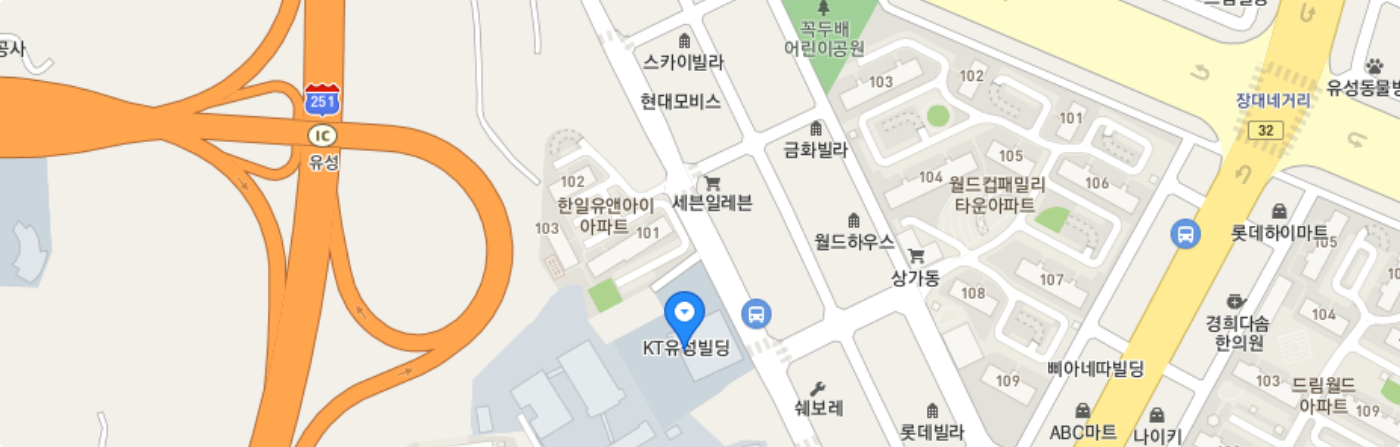 공사
251
IC
유성
스카이빌라
현대모비스
꼭두배
어린이공원
103
102
101
금화빌라
105
104
106
월드컵패밀리
타운아파트
장대네거리
32
유성동물병
102
한일유앤아이
아파트
103
101
세븐일레븐
월드하우스
상가동
107
108
109
롯데하이마트
105
경희다솜
한의원
104
KT유성빌딩
쉐보레
롯데빌라
삐아네따빌딩
ABC마트
나이키
103
드림월드
아파트
109